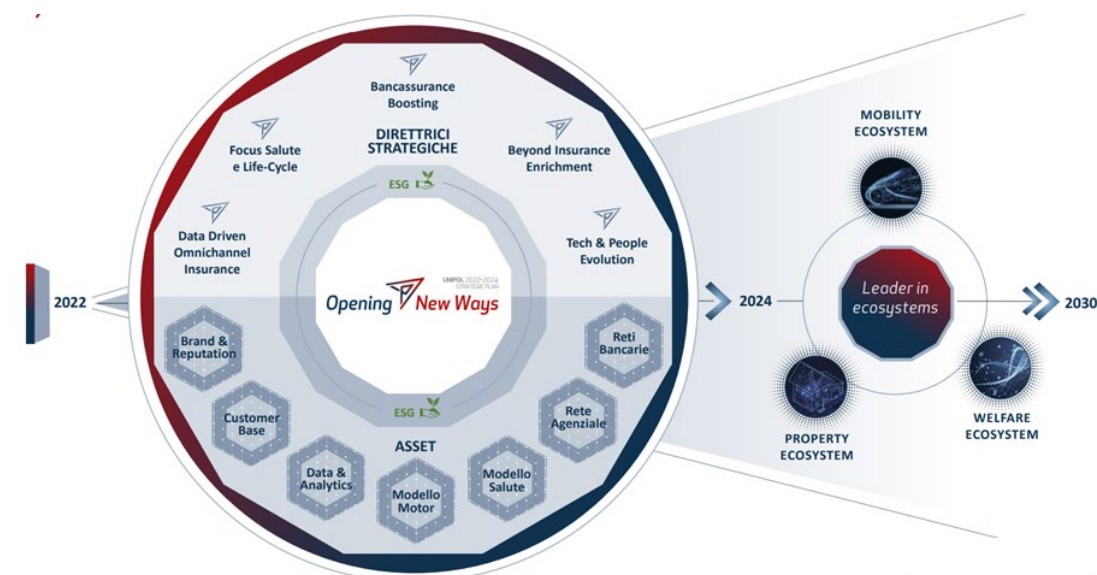 Bancassurance
Boosting
DIRETTRICI
STRATEGICHE
Focus Salute
e Life-Cycle
Beyond Insurance
Enrichment
ESG
Data Driven
Omnichannel
Insurance
Tech & People
Evolution
2022
UNIPOL 2022-2024
STRATEGIC PLAN
Opening New Ways
Brand &
Reputation
Customer
Base
Data &
Analytics
Modello
Motor
Modello
Salute
Rete
Agenziale
Reti
Bancarie
ESG
ASSET
2024
MOBILITY
ECOSYSTEM
Leader in
ecosystems
PROPERTY
ECOSYSTEM
WELFARE
ECOSYSTEM
2030